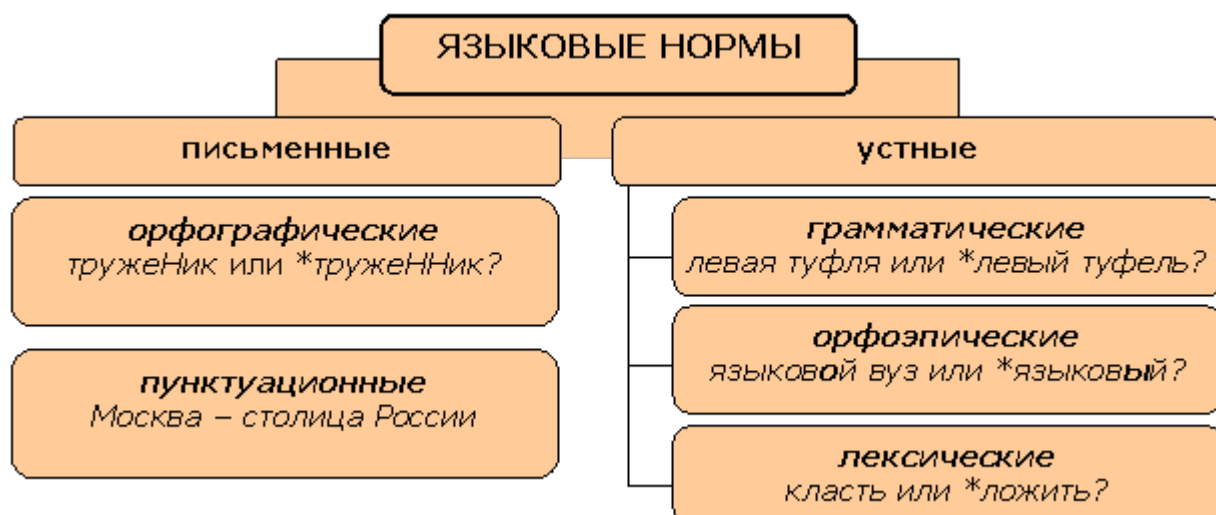 ЯЗЫКОВЫЕ НОРМЫ
письменные
орфографические
тружеНик или *тружеННик?
пунктуационные
Москва – столица России
устные
грамматические
левая туфля или *левый туфель?
орфоэпические
языковой вуз или *языковый?
лексические
класть или *ложить?